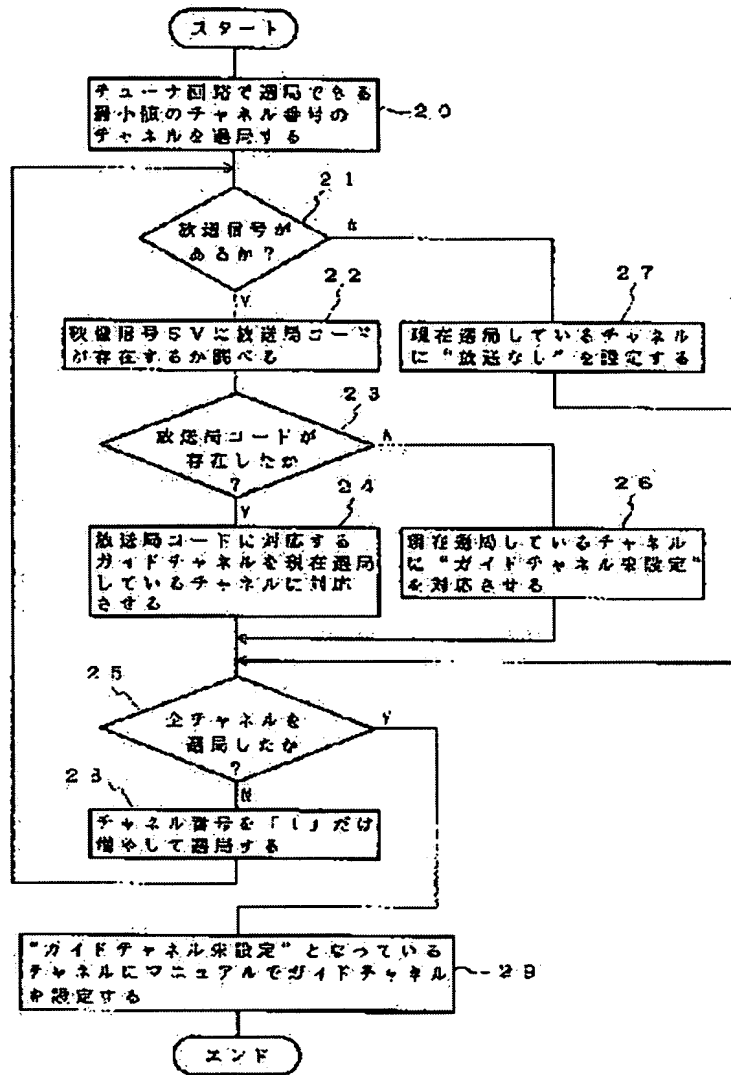 スタート
チューナ回路で選局できる
最小値のチャネル番号の
チャネルを選局する
20
21
放送信号が
あるか?
N
Y
22
映像信号SVに放送局コード
が存在するか調べる
27
現在選局しているチャネル
に"放送なし"を設定する
23
放送局コードが
存在したか
?
N
Y
24
放送局コードに対応する
ガイドチャネルを現在選局
しているチャネルに対応
させる
26
現在選局しているチャネル
に"ガイドチャネル未設定"
を対応させる
25
全チャネルを
選局したか
?
Y
N
28
チャネル番号を「1」だけ
増やして選局する
"ガイドチャネル未設定"となっている
チャネルにマニュアルでガイドチャネル
を設定する
29
エンド